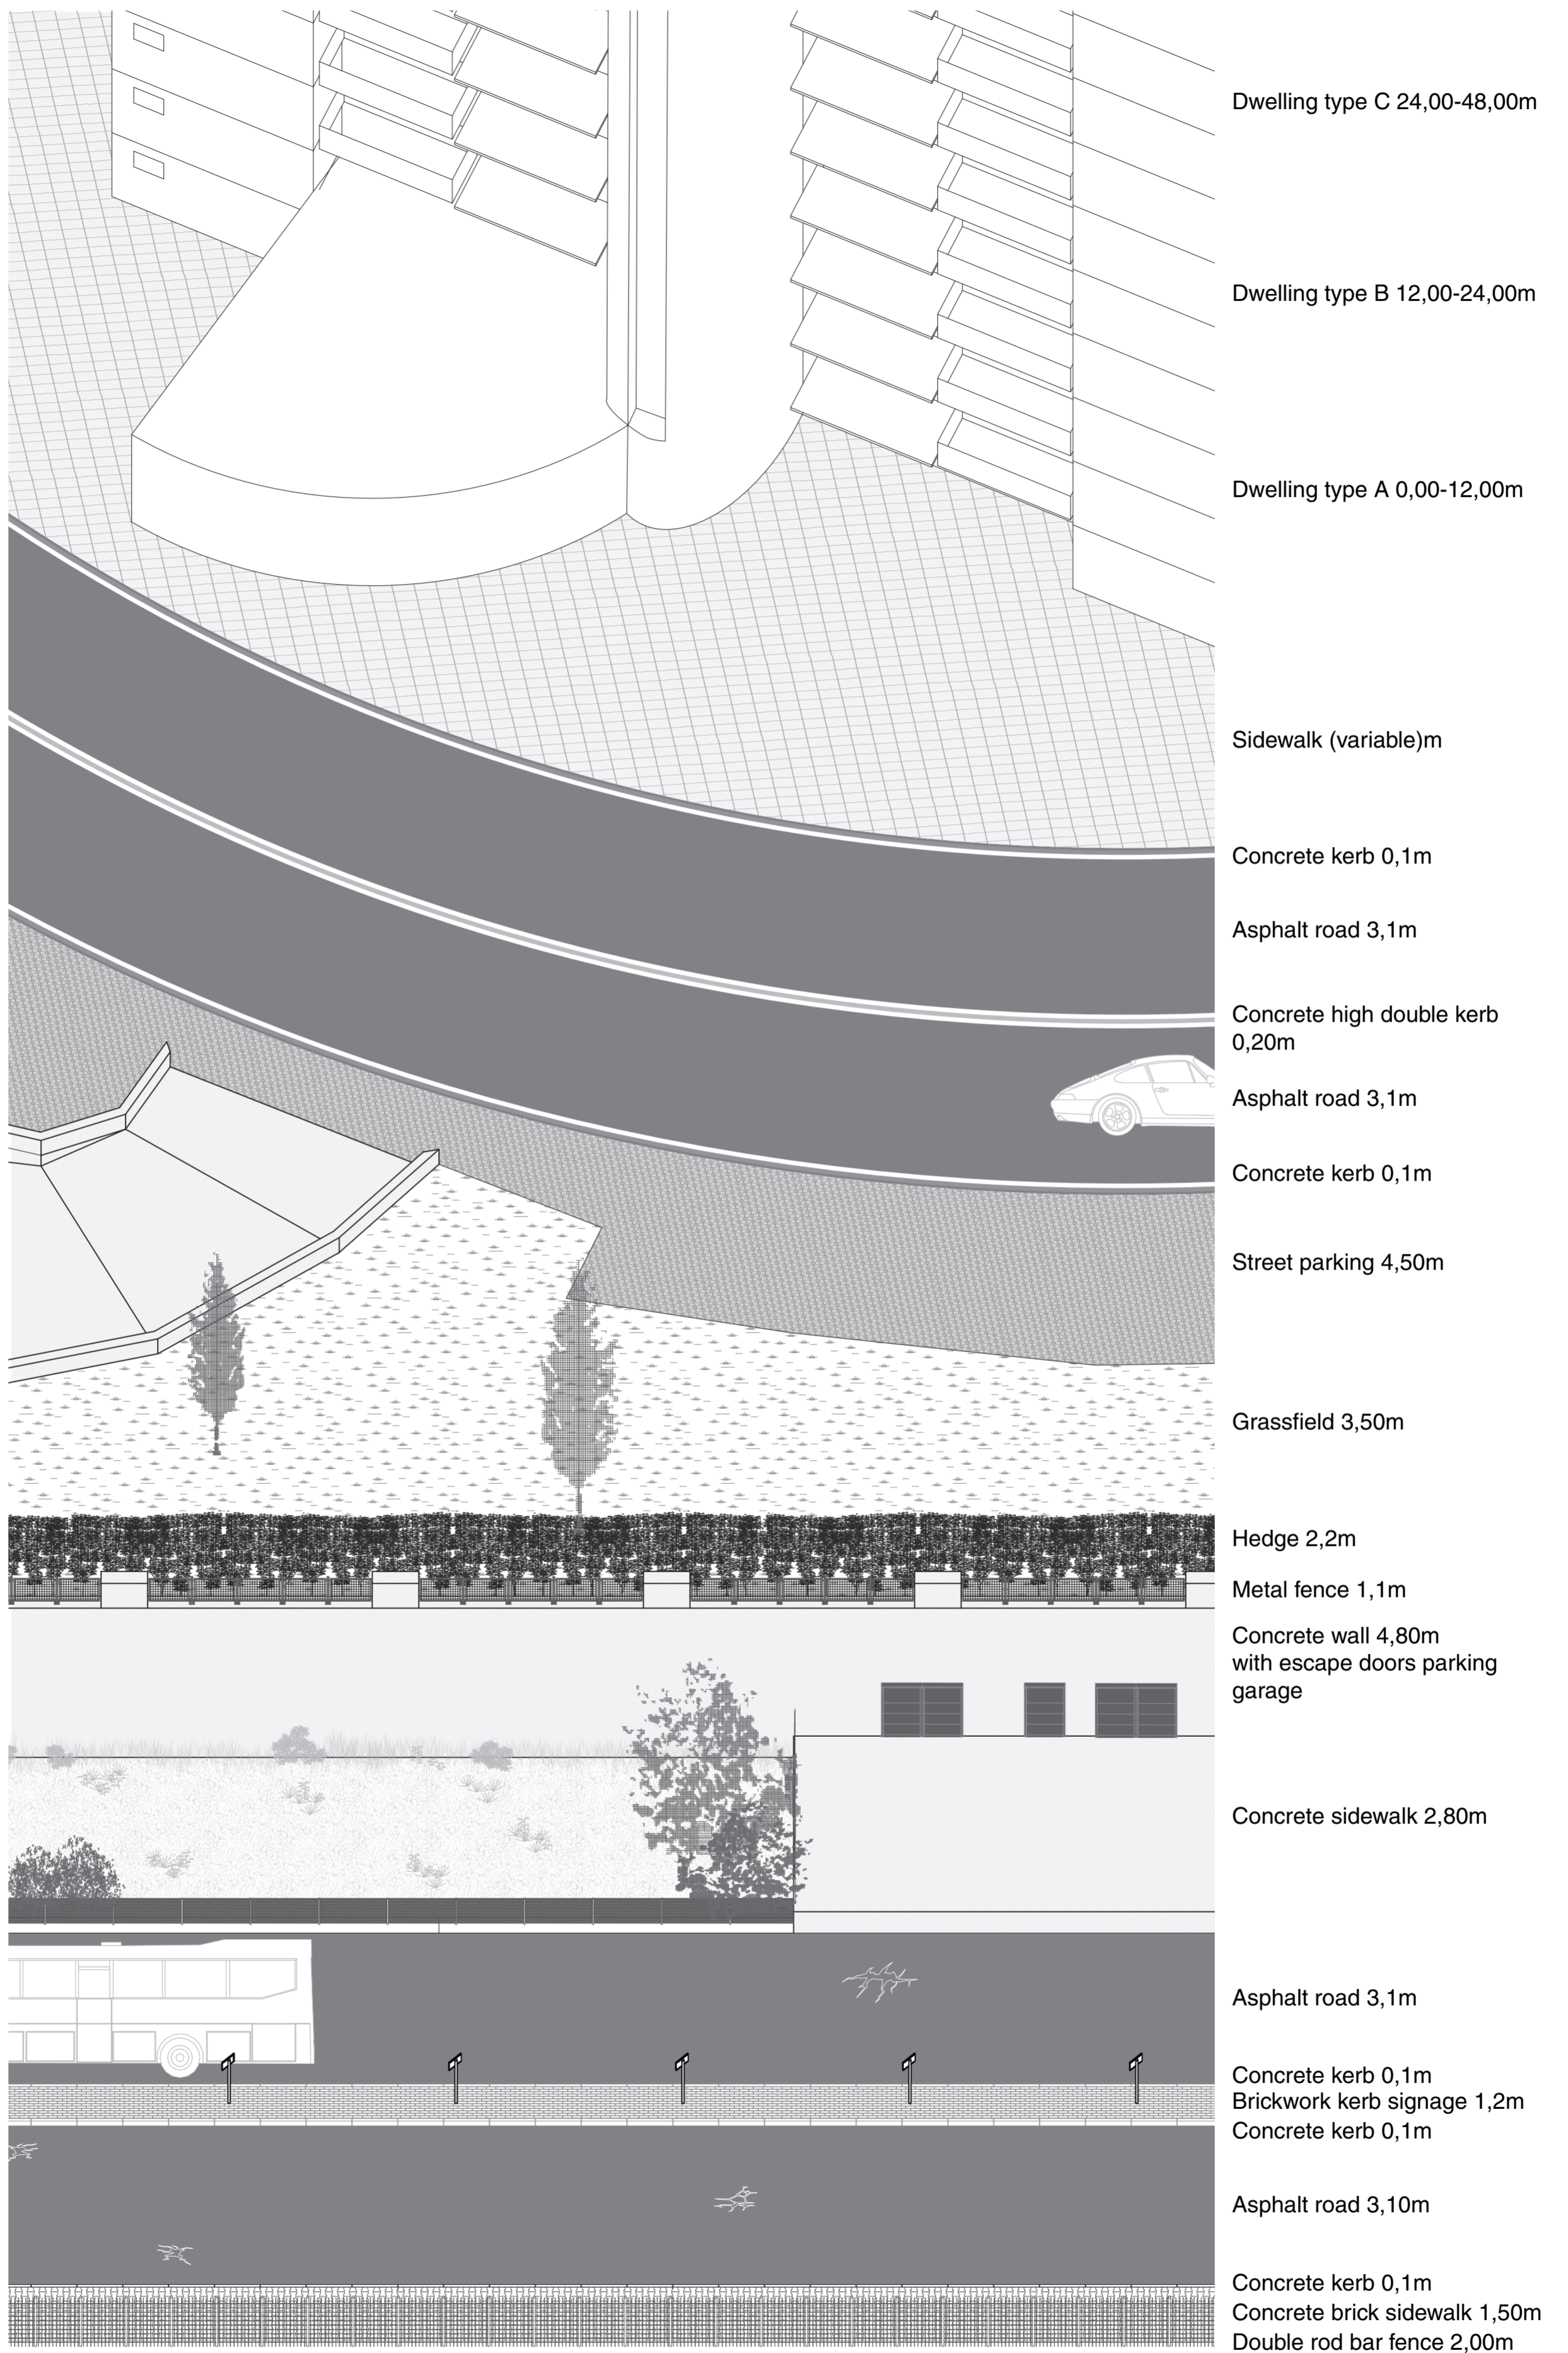 Dwelling type C 24,00-48,00m
Dwelling type B 12,00-24,00m
Dwelling type A 0,00-12,00m
Sidewalk (variable)m
Concrete kerb 0,1m
Asphalt road 3,1m
Concrete high double kerb
0,20m
Asphalt road 3,1m
Concrete kerb 0,1m
Street parking 4,50m
Grassfield 3,50m
Hedge 2,2m
Metal fence 1,1m
Concrete wall 4,80m
with escape doors parking
garage
Concrete sidewalk 2,80m
Asphalt road 3,1m
Concrete kerb 0,1m
Brickwork kerb signage 1,2m
Concrete kerb 0,1m
Asphalt road 3,10m
Concrete kerb 0,1m
Concrete brick sidewalk 1,50m
Double rod bar fence 2,00m